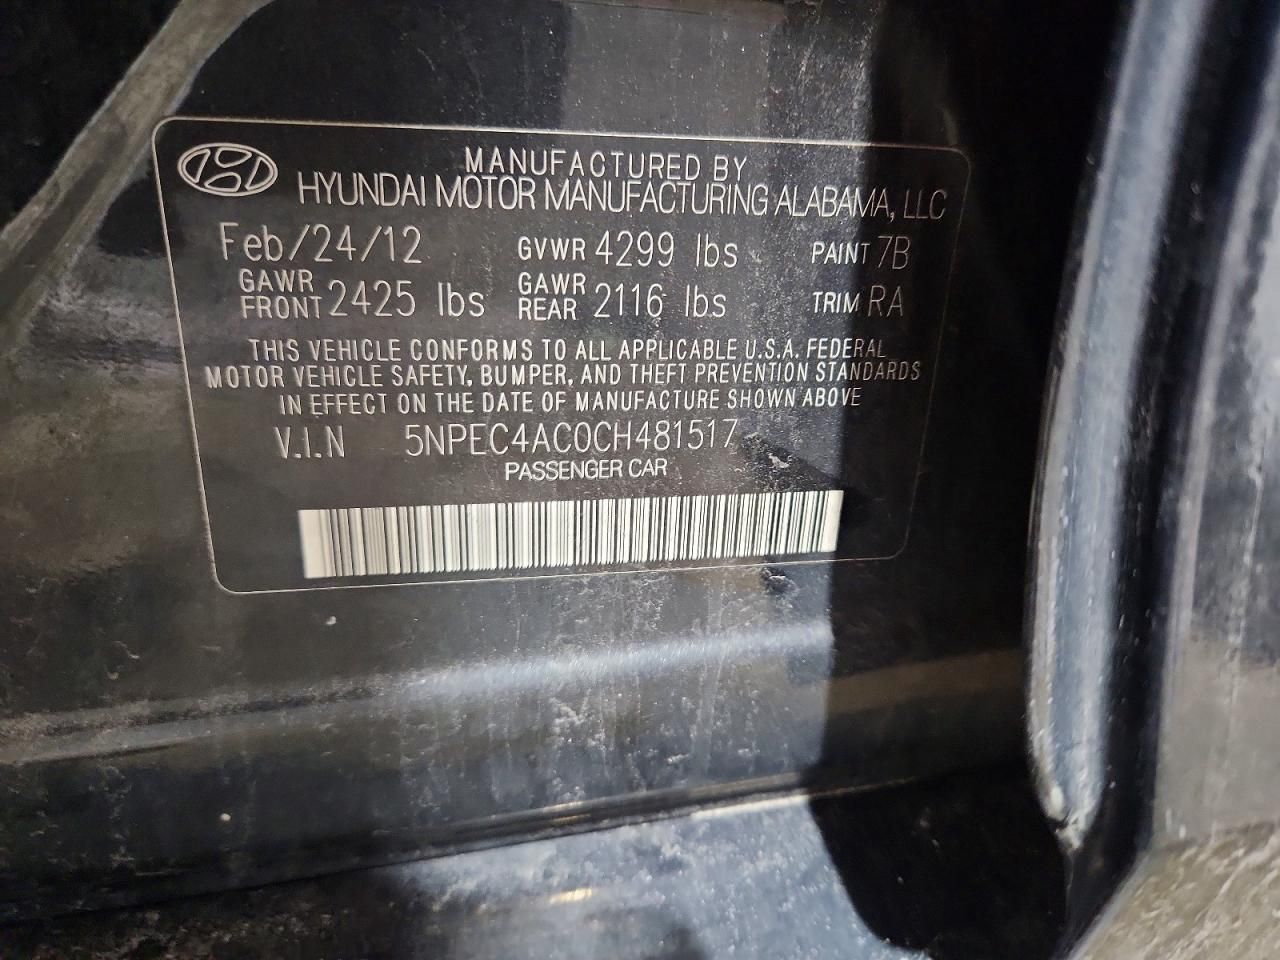 MANUFACTURED BY
HYUNDAI MOTOR MANUFACTURING ALABAMA, LLC
Feb/24/12 GVWR 4299 lbs PAINT 7B
GAWR FRONT 2425 lbs GAWR REAR 2116 lbs TRIM RA
THIS VEHICLE CONFORMS TO ALL APPLICABLE U.S.A. FEDERAL
MOTOR VEHICLE SAFETY, BUMPER, AND THEFT PREVENTION STANDARDS
IN EFFECT ON THE DATE OF MANUFACTURE SHOWN ABOVE
V.I.N 5NPEC4AC0CH481517
PASSENGER CAR